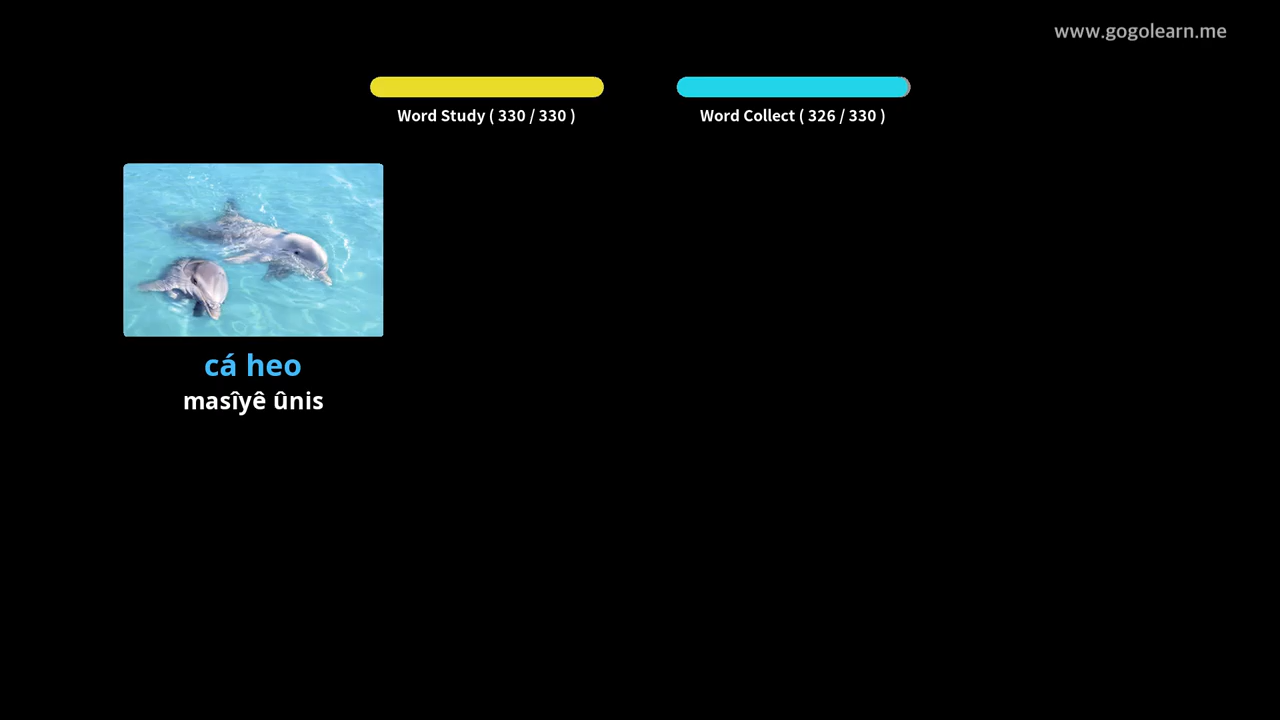 www.gogolearn.me
Word Study ( 330 / 330 )
Word Collect ( 326 / 330 )
cá heo
masîyê ûnis